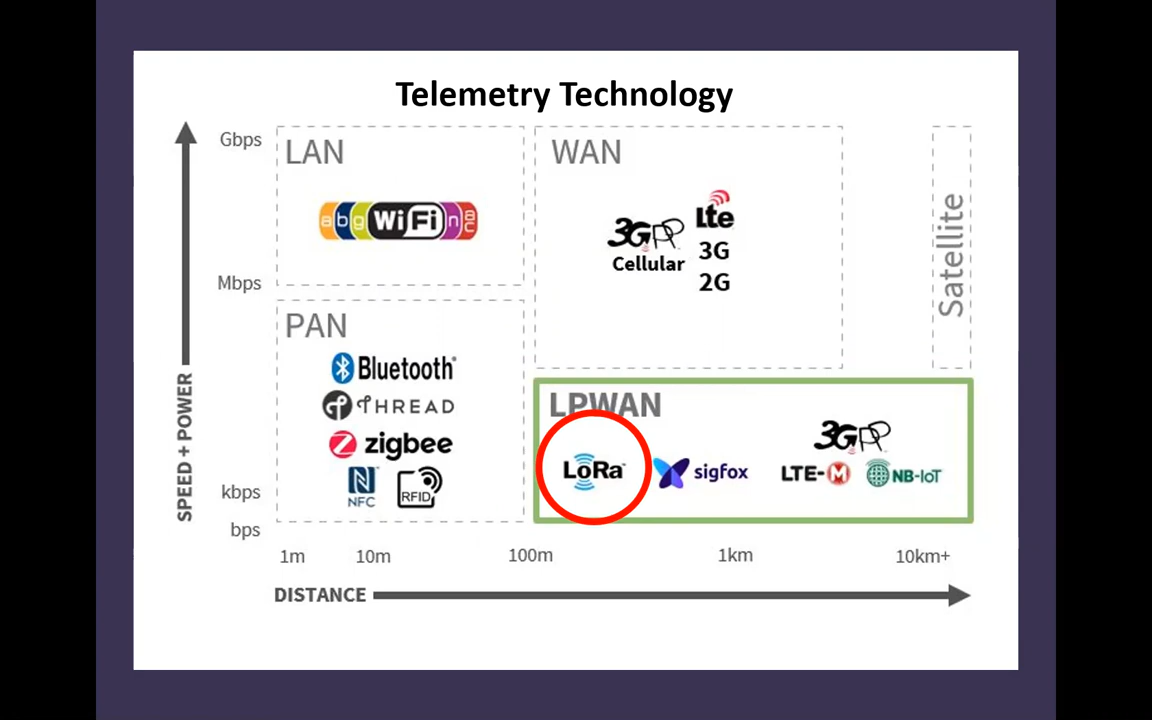 Telemetry Technology
Gbps
LAN
WAN
a b g WiFi n ac
3GPP
Cellular
Lte
3G
2G
Satellite
Mbps
PAN
Bluetooth
THREAD
zigbee
NFC
RFID
LPWAN
LoRa
sigfox
3GPP
LTE-M
NB-IoT
SPEED + POWER
kbps
bps
1m
10m
100m
1km
10km+
DISTANCE